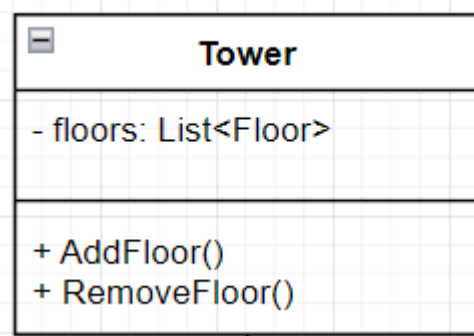 Tower
- floors: List<Floor>
+ AddFloor()
+ RemoveFloor()